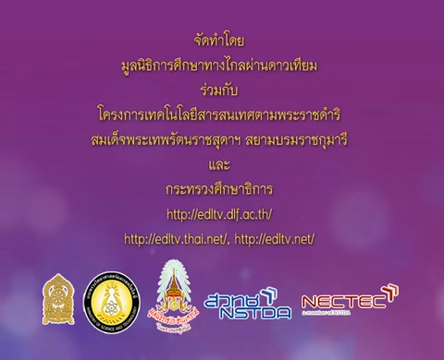 จัดทำโดย
มูลนิธิการศึกษาทางไกลผ่านดาวเทียม
ร่วมกับ
โครงการเทคโนโลยีสารสนเทศตามพระราชดำริ
สมเด็จพระเทพรัตนราชสุดาฯ สยามบรมราชกุมารี
และ
กระทรวงศึกษาธิการ
http://edltv.dlf.ac.th/
http://edltv.thai.net/, http://edltv.net/
สวทช
NSTDA
NECTEC
a member of NSTDA